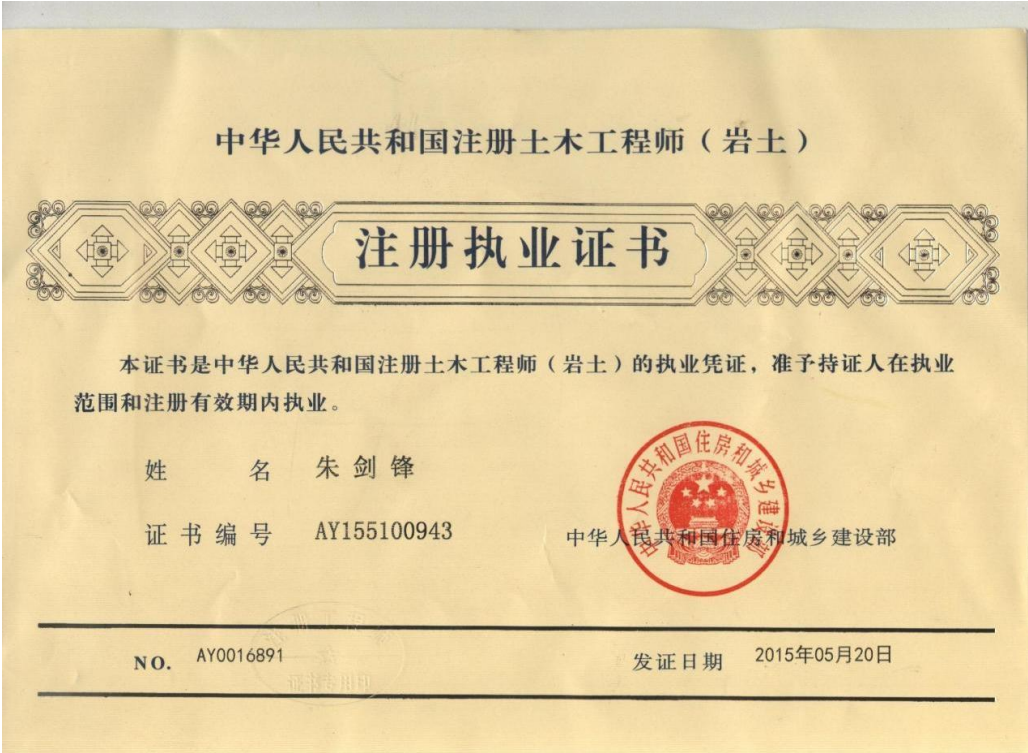 中华人民共和国注册土木工程师（岩土）
注册执业证书
本证书是中华人民共和国注册土木工程师（岩土）的执业凭证，准予持证人在执业
范围和注册有效期内执业。
姓 名 朱剑锋
证书编号 AY155100943
中华人民共和国住房和城乡建设部
中华人民共和国住房和城乡建设部
NO. AY0016891 发证日期 2015年05月20日